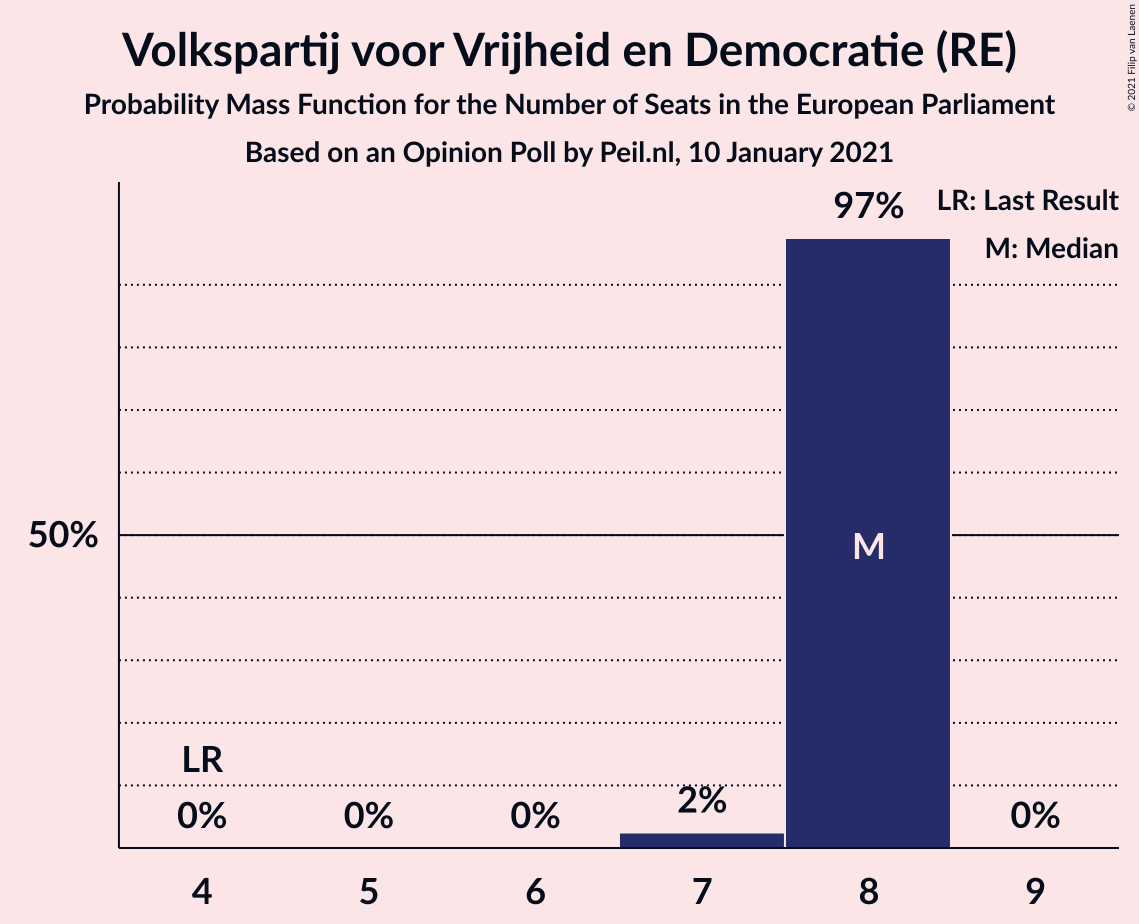 Volkspartij voor Vrijheid en Democratie (RE)
Probability Mass Function for the Number of Seats in the European Parliament
Based on an Opinion Poll by Peil.nl, 10 January 2021
© 2021 Filip van Laenen
97%
LR: Last Result
M: Median
50%
M
LR
0%
0%
0%
2%
0%
4
5
6
7
8
9